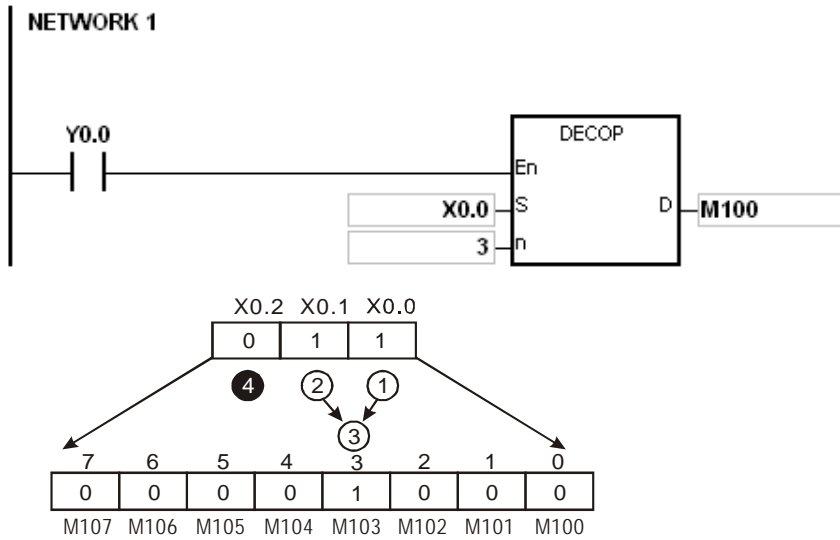 NETWORK 1
Y0.0
DECOP
En
X0.0 S D M100
3 n
X0.2 X0.1 X0.0
0 1 1
4 2 1
3
7 6 5 4 3 2 1 0
0 0 0 0 1 0 0 0
M107 M106 M105 M104 M103 M102 M101 M100